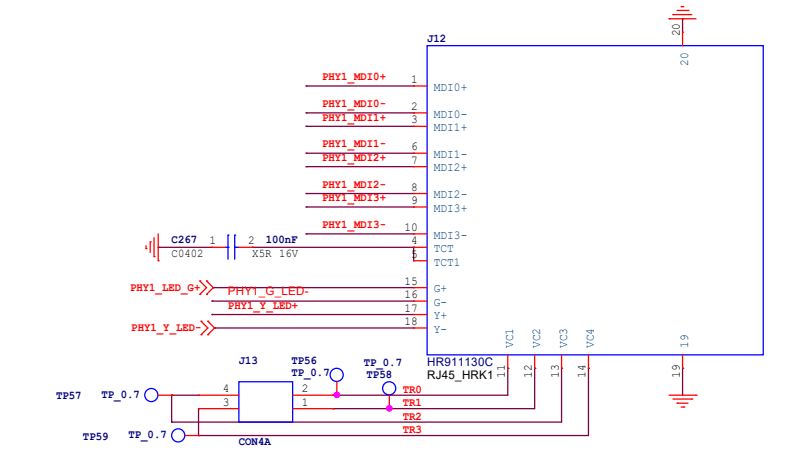 20
J12
20
PHY1_MDI0+ 1 MDI0+
PHY1_MDI0- 2 MDI0-
PHY1_MDI1+ 3 MDI1+
PHY1_MDI1- 6 MDI1-
PHY1_MDI2+ 7 MDI2+
PHY1_MDI2- 8 MDI2-
PHY1_MDI3+ 9 MDI3+
PHY1_MDI3- 10 MDI3-
C267 1 2 100nF 4 TCT
C0402 X5R 16V 5 TCT1
PHY1_LED_G+ 15 G+
PHY1_G_LED- 16 G-
PHY1_Y_LED+ 17 Y+
PHY1_Y_LED- 18 Y-
VC1 VC2 VC3 VC4 19
HR911130C
RJ45_HRK1
11 12 13 14 19
J13 TP56 TP_0.7
TP_0.7 TP58
TP57 TP_0.7 4 2 TR0
3 1 TR1
TR2
TP59 TP_0.7 TR3
CON4A